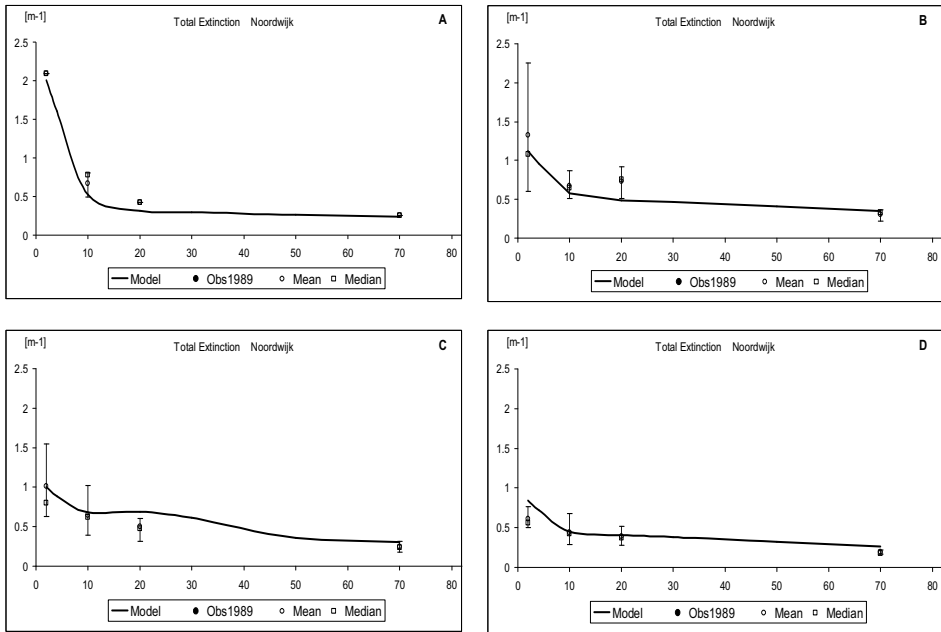 [m-1] Total Extinction Noordwijk A
2.5
2
1.5
1
0.5
0
0 10 20 30 40 50 60 70 80
Model Obs1989 Mean Median
[m-1] Total Extinction Noordwijk B
2.5
2
1.5
1
0.5
0
0 10 20 30 40 50 60 70 80
Model Obs1989 Mean Median
[m-1] Total Extinction Noordwijk C
2.5
2
1.5
1
0.5
0
0 10 20 30 40 50 60 70 80
Model Obs1989 Mean Median
[m-1] Total Extinction Noordwijk D
2.5
2
1.5
1
0.5
0
0 10 20 30 40 50 60 70 80
Model Obs1989 Mean Median